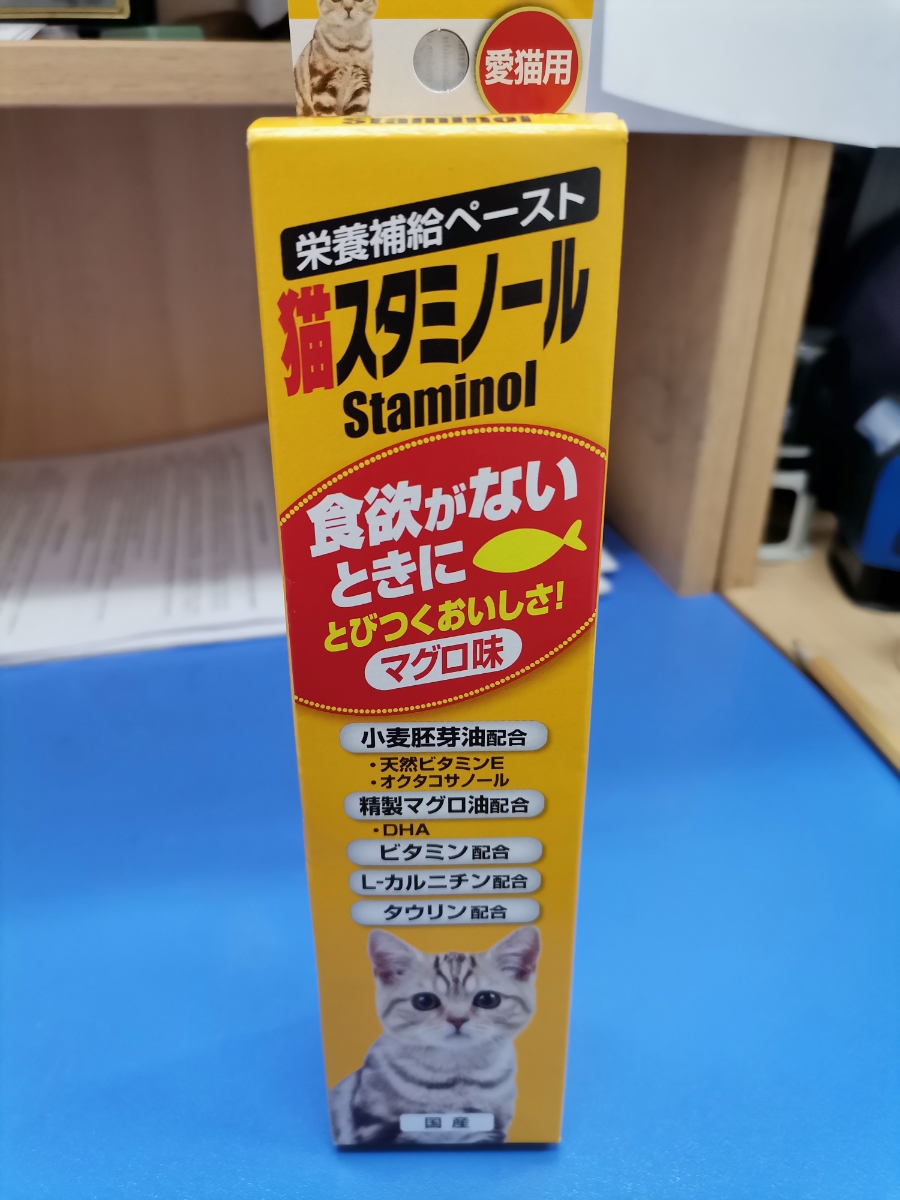 愛猫用
Staminol
栄養補給ペースト
猫スタミノール
Staminol
食欲がない
ときに
とびつくおいしさ!
マグロ味
小麦胚芽油配合
・天然ビタミンE
・オクタコサノール
精製マグロ油配合
・DHA
ビタミン配合
L-カルニチン配合
タウリン配合
国産